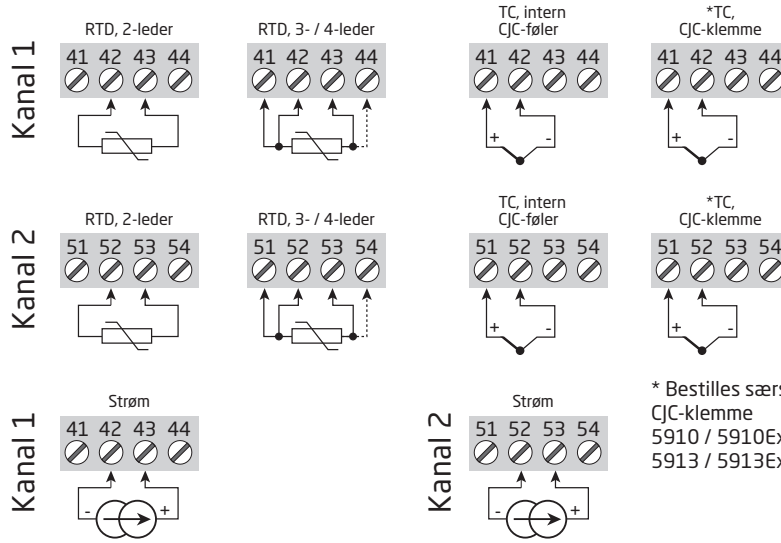 Kanal 1
RTD, 2-leder
41 42 43 44
RTD, 3- / 4-leder
41 42 43 44
TC, intern
CJC-føler
41 42 43 44
+ -
*TC,
CJC-klemme
41 42 43 44
+ -
Kanal 2
RTD, 2-leder
51 52 53 54
RTD, 3- / 4-leder
51 52 53 54
TC, intern
CJC-føler
51 52 53 54
+ -
*TC,
CJC-klemme
51 52 53 54
+ -
Kanal 1
Strøm
41 42 43 44
- +
Kanal 2
Strøm
51 52 53 54
- +
* Bestilles særs
CJC-klemme
5910 / 5910Ex
5913 / 5913Ex